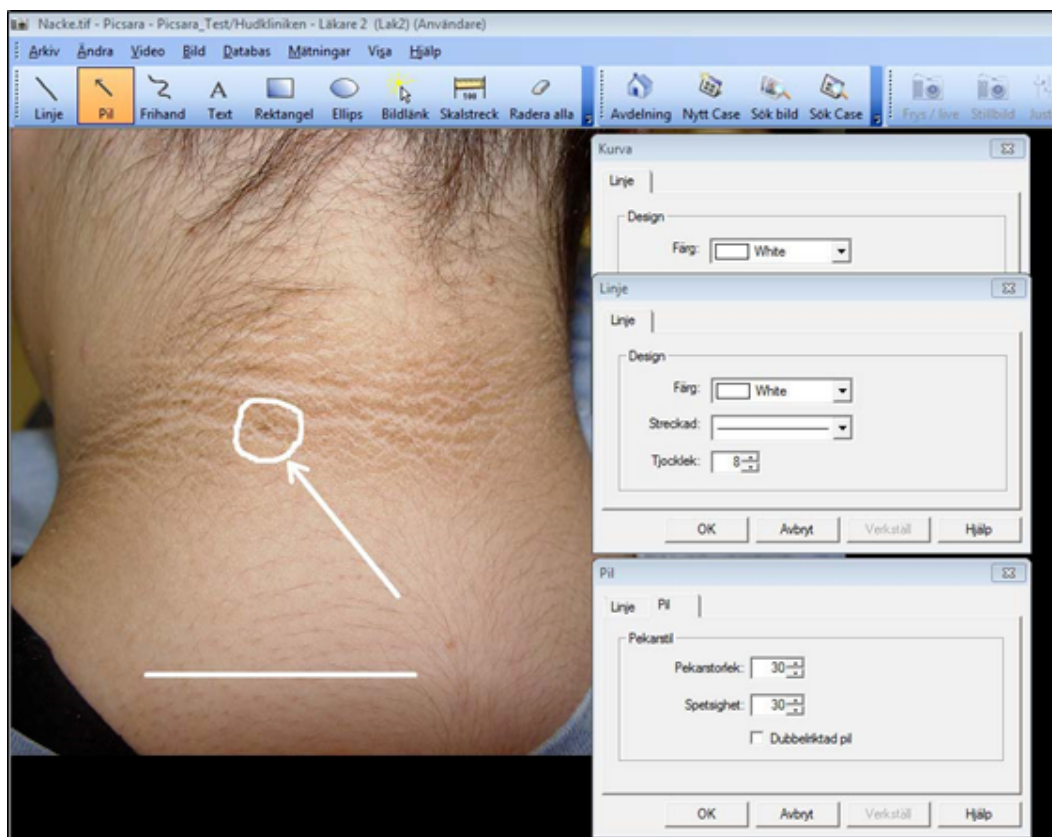 Nacke.tif - Picsara - Picsara_Test/Hudkliniken - Läkare 2 (Lak2) (Användare)
Arkiv Ändra Video Bild Databas Mätningar Visa Hjälp
Linje Pil Frihand Text Rektangel Ellips Bildlänk Skalstreck Radera alla Avdelning Nytt Case Sök bild Sök Case Frys / live Stillbild Just
Kurva
Linje
Design
Färg: White
Linje
Linje
Design
Färg: White
Streckad:
Tjocklek: 8
OK Avbryt Verkställ Hjälp
Pil
Linje Pil
Pekarstil
Pekarstorlek: 30
Spetsighet: 30
Dubbelriktad pil
OK Avbryt Verkställ Hjälp